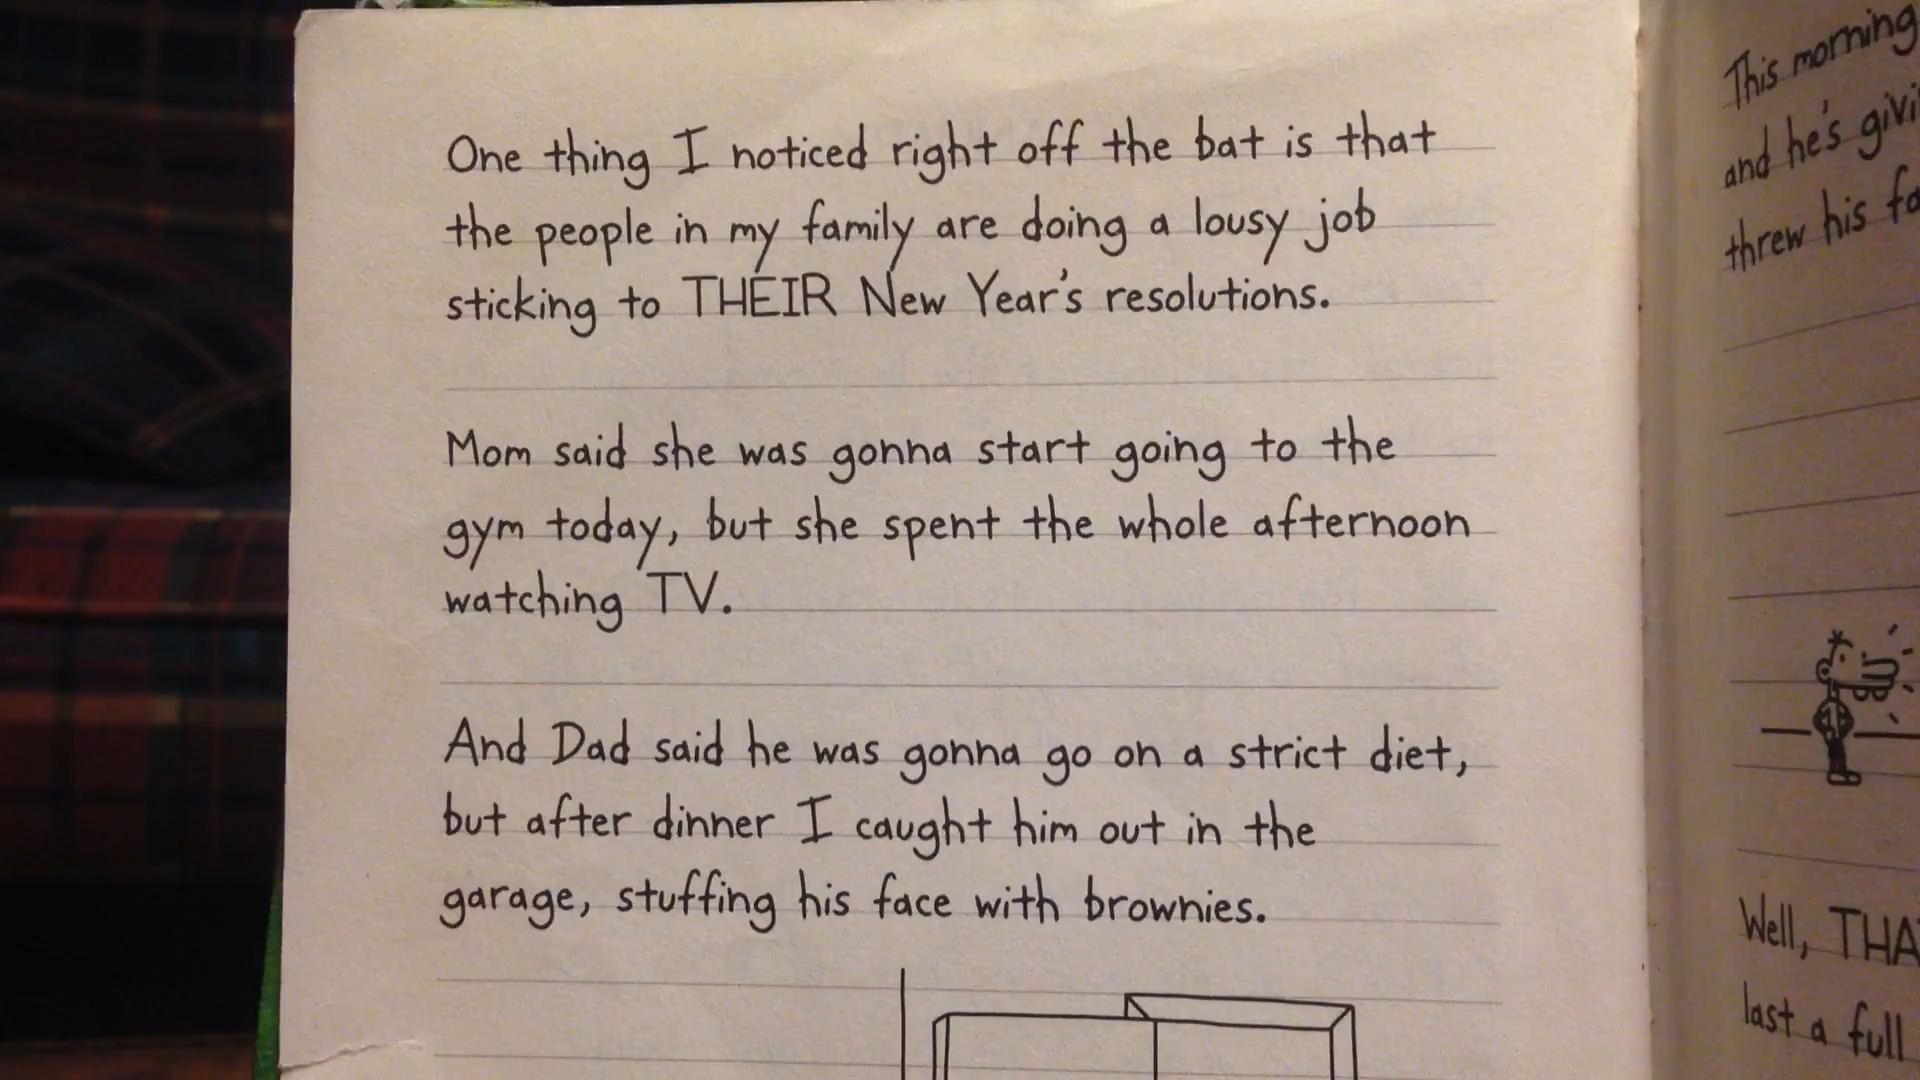 One thing I noticed right off the bat is that
the people in my family are doing a lousy job
sticking to THEIR New Year's resolutions.
Mom said she was gonna start going to the
gym today, but she spent the whole afternoon
watching TV.
And Dad said he was gonna go on a strict diet,
but after dinner I caught him out in the
garage, stuffing his face with brownies.
This morning
and he's
threw his
Well,
last a full